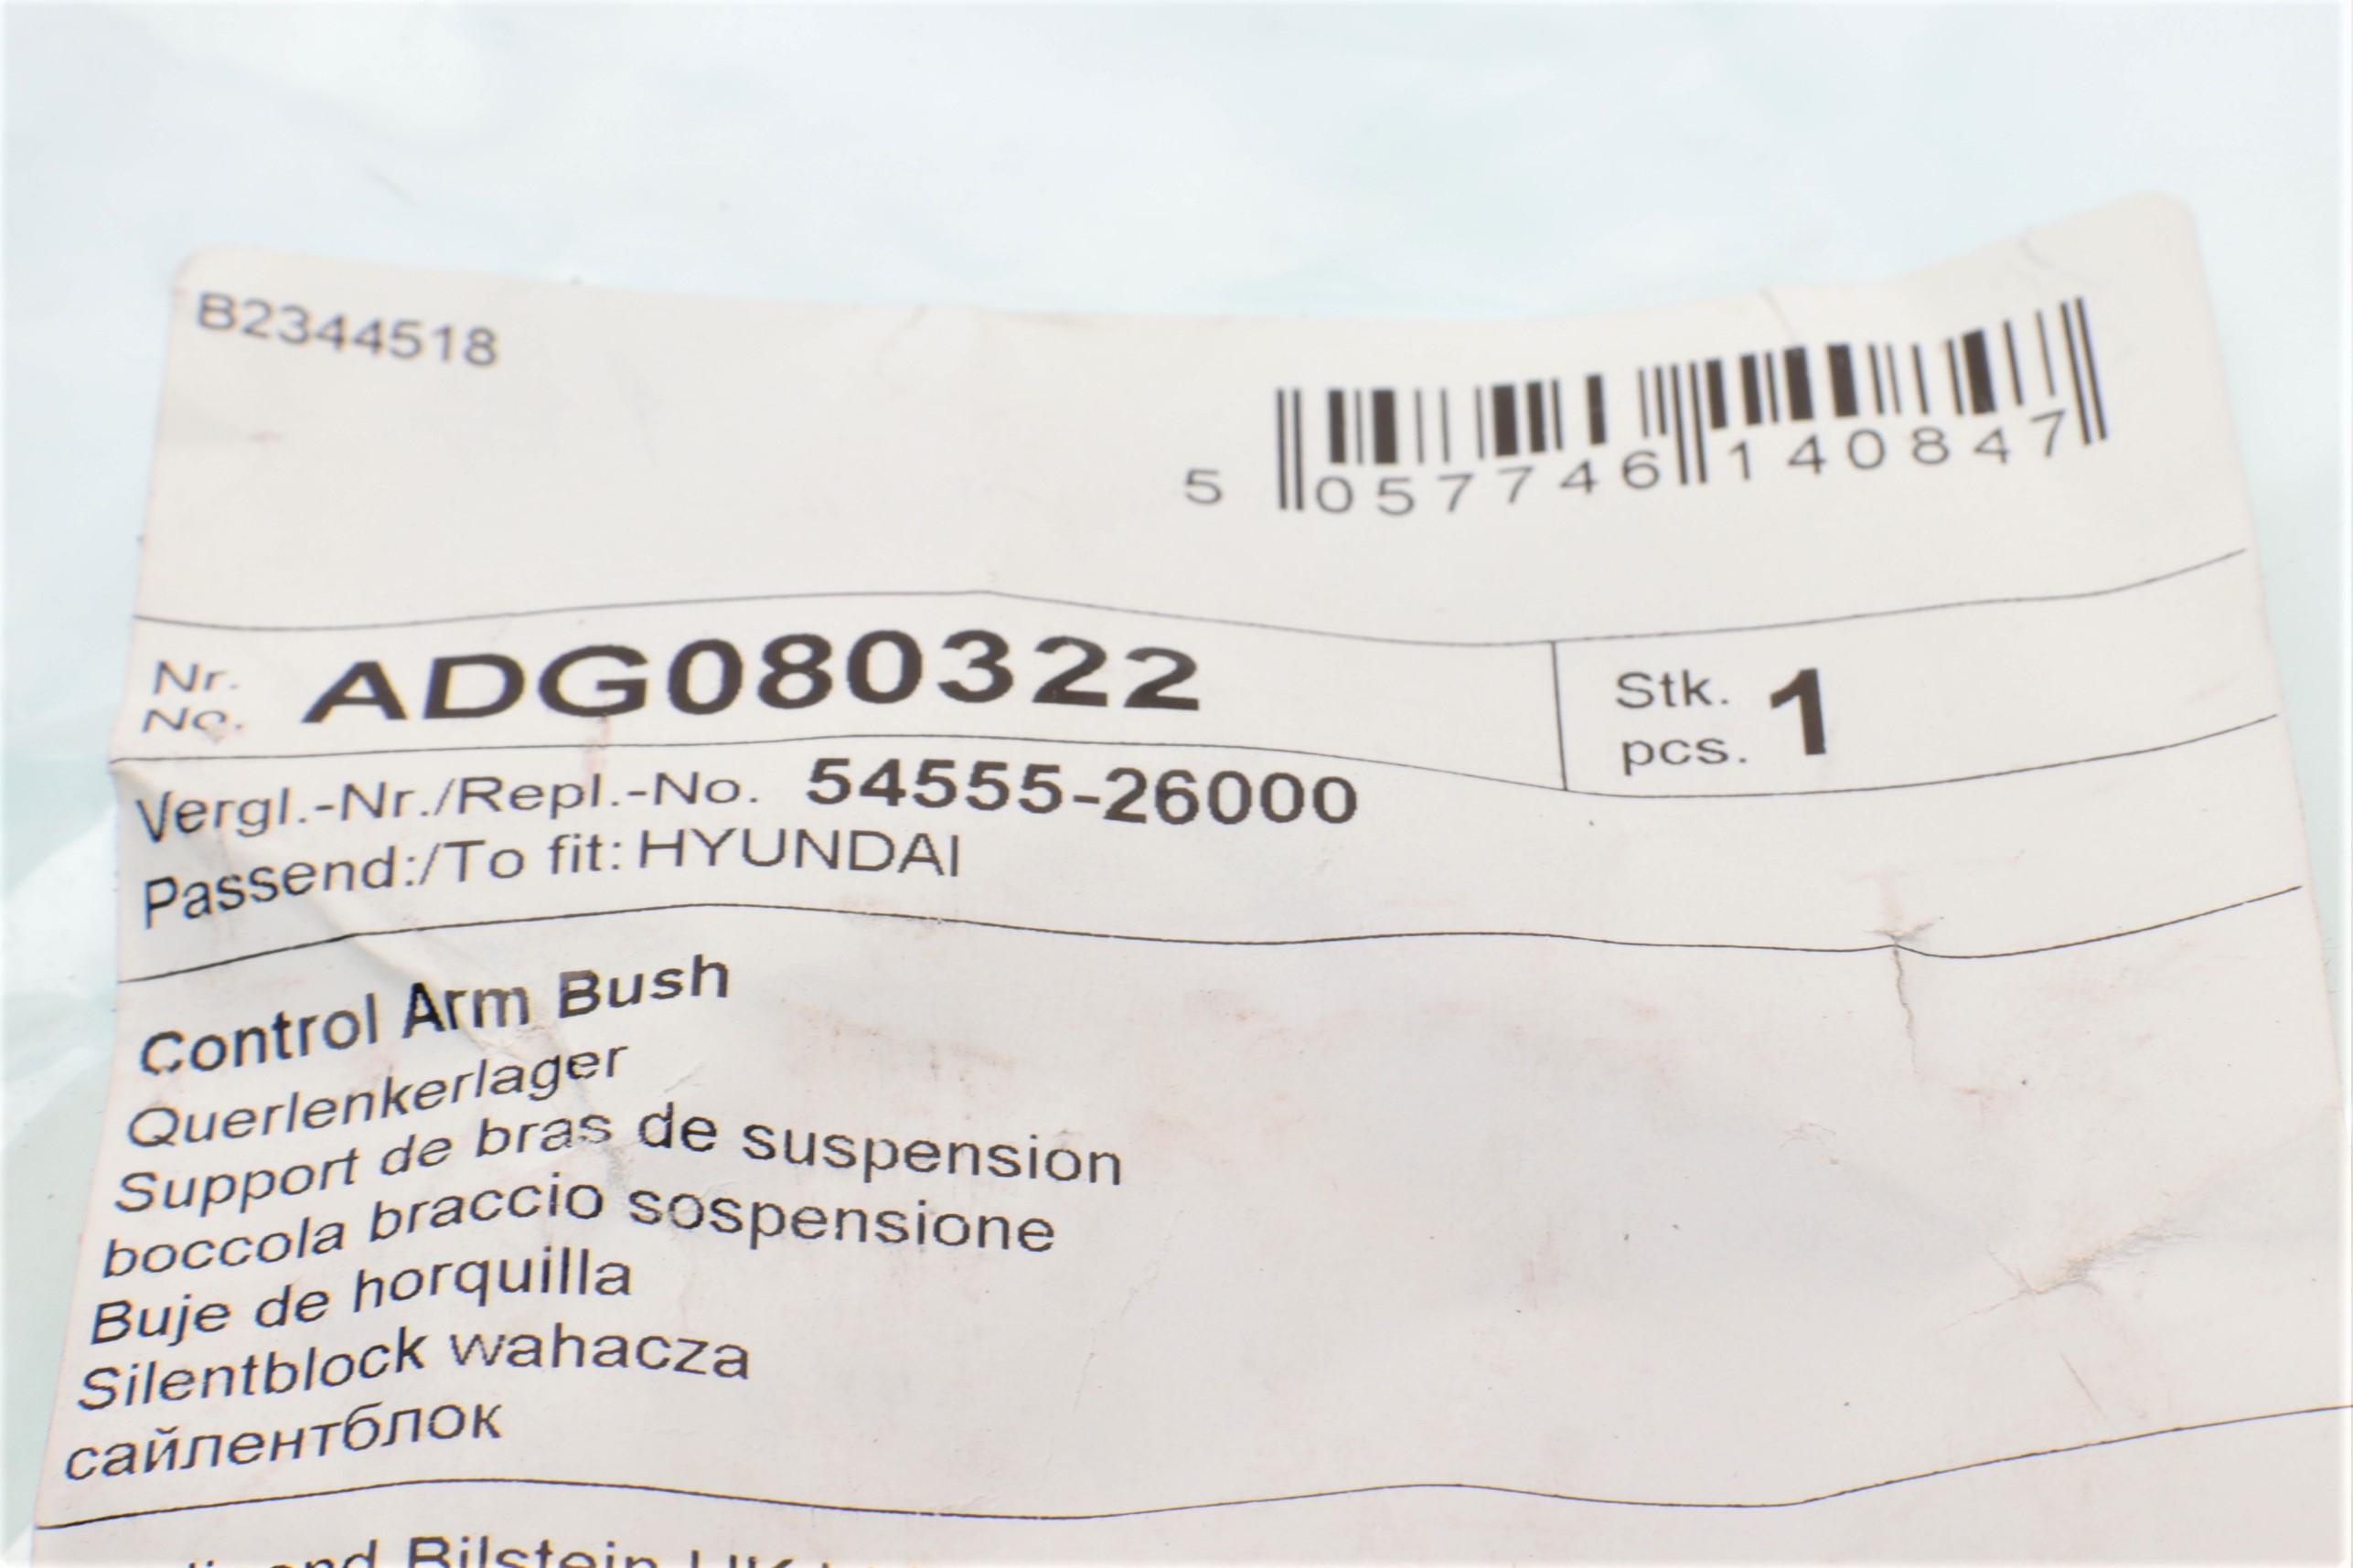 B2344518
5 057746 140847
Nr. ADG080322
No.
Stk. 1
pcs.
Vergl.-Nr./Repl.-No. 54555-26000
Passend:/To fit: HYUNDAI
Control Arm Bush
Querlenkerlager
Support de bras de suspension
boccola braccio sospensione
Buje de horquilla
Silentblock wahacza
сайлентблок
Bilstein UK